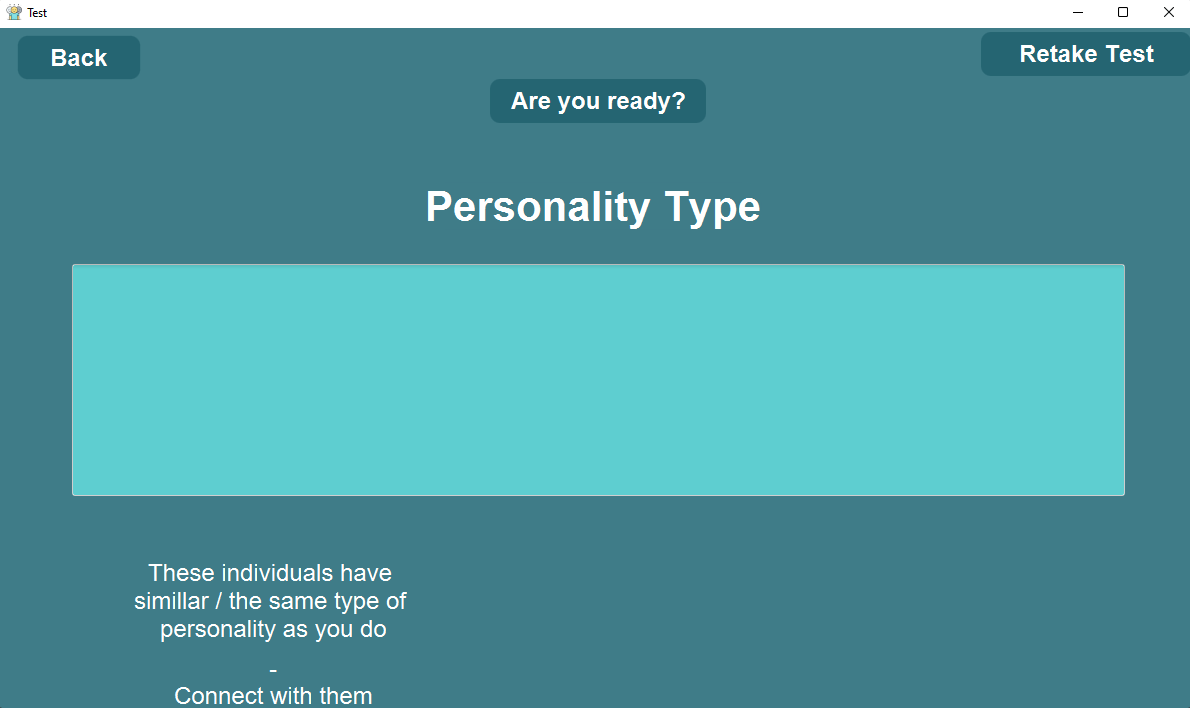 Test
Back
Retake Test
Are you ready?
Personality Type
These individuals have
simillar / the same type of
personality as you do
-
Connect with them